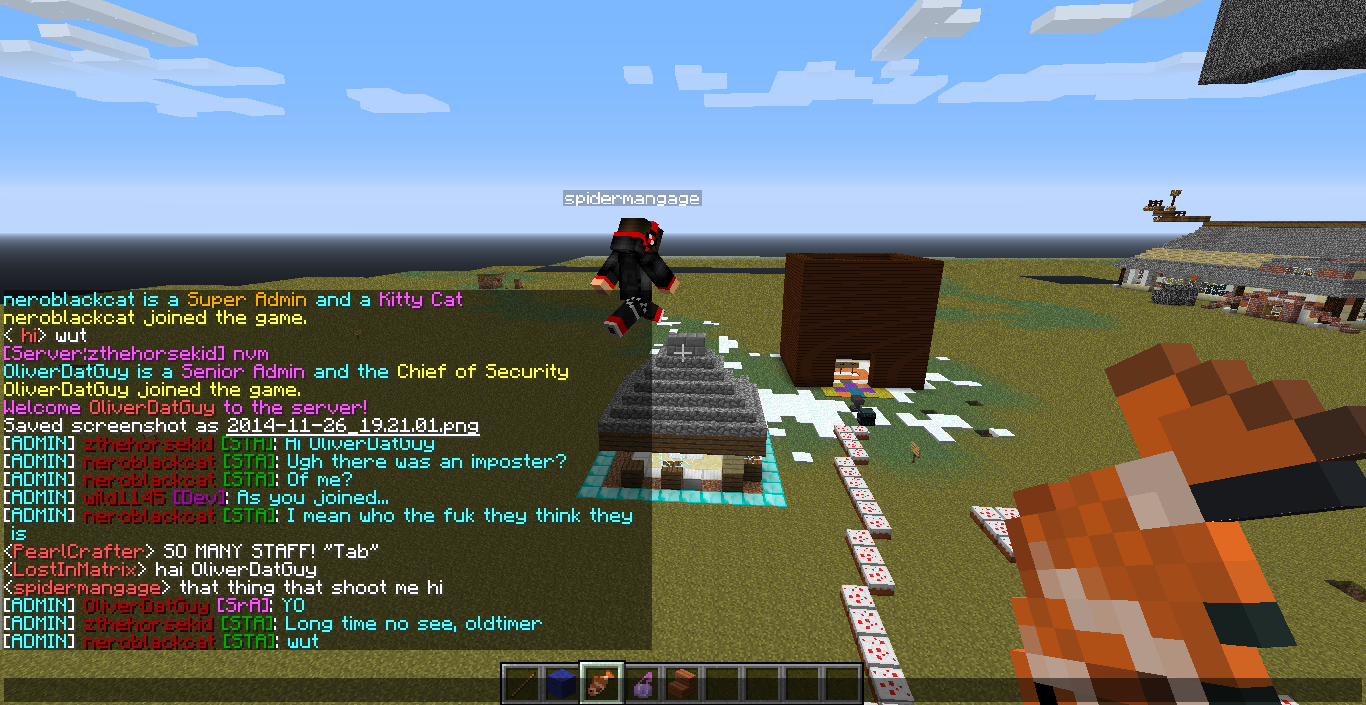 spidermangage
neroblackcat is a Super Admin and a Kitty Cat
neroblackcat joined the game.
< hi> wut
[Server:zthehorsekid] nvm
OliverDatGuy is a Senior Admin and the Chief of Security
OliverDatGuy joined the game.
Welcome OliverDatGuy to the server!
Saved screenshot as 2014-11-26_19.21.01.png
[ADMIN] zthehorsekid [STA]: Hi OliverDatGuy
[ADMIN] neroblackcat [STA]: Ugh there was an imposter?
[ADMIN] neroblackcat [STA]: Of me?
[ADMIN] wild1145 [Dev]: As you joined...
[ADMIN] neroblackcat [STA]: I mean who the fuk they think they
is
<PearlCrafter> SO MANY STAFF! "Tab"
<LostInMatrix> hai OliverDatGuy
<spidermangage> that thing that shoot me hi
[ADMIN] OliverDatGuy [SrA]: YO
[ADMIN] zthehorsekid [STA]: Long time no see, oldtimer
[ADMIN] neroblackcat [STA]: wut